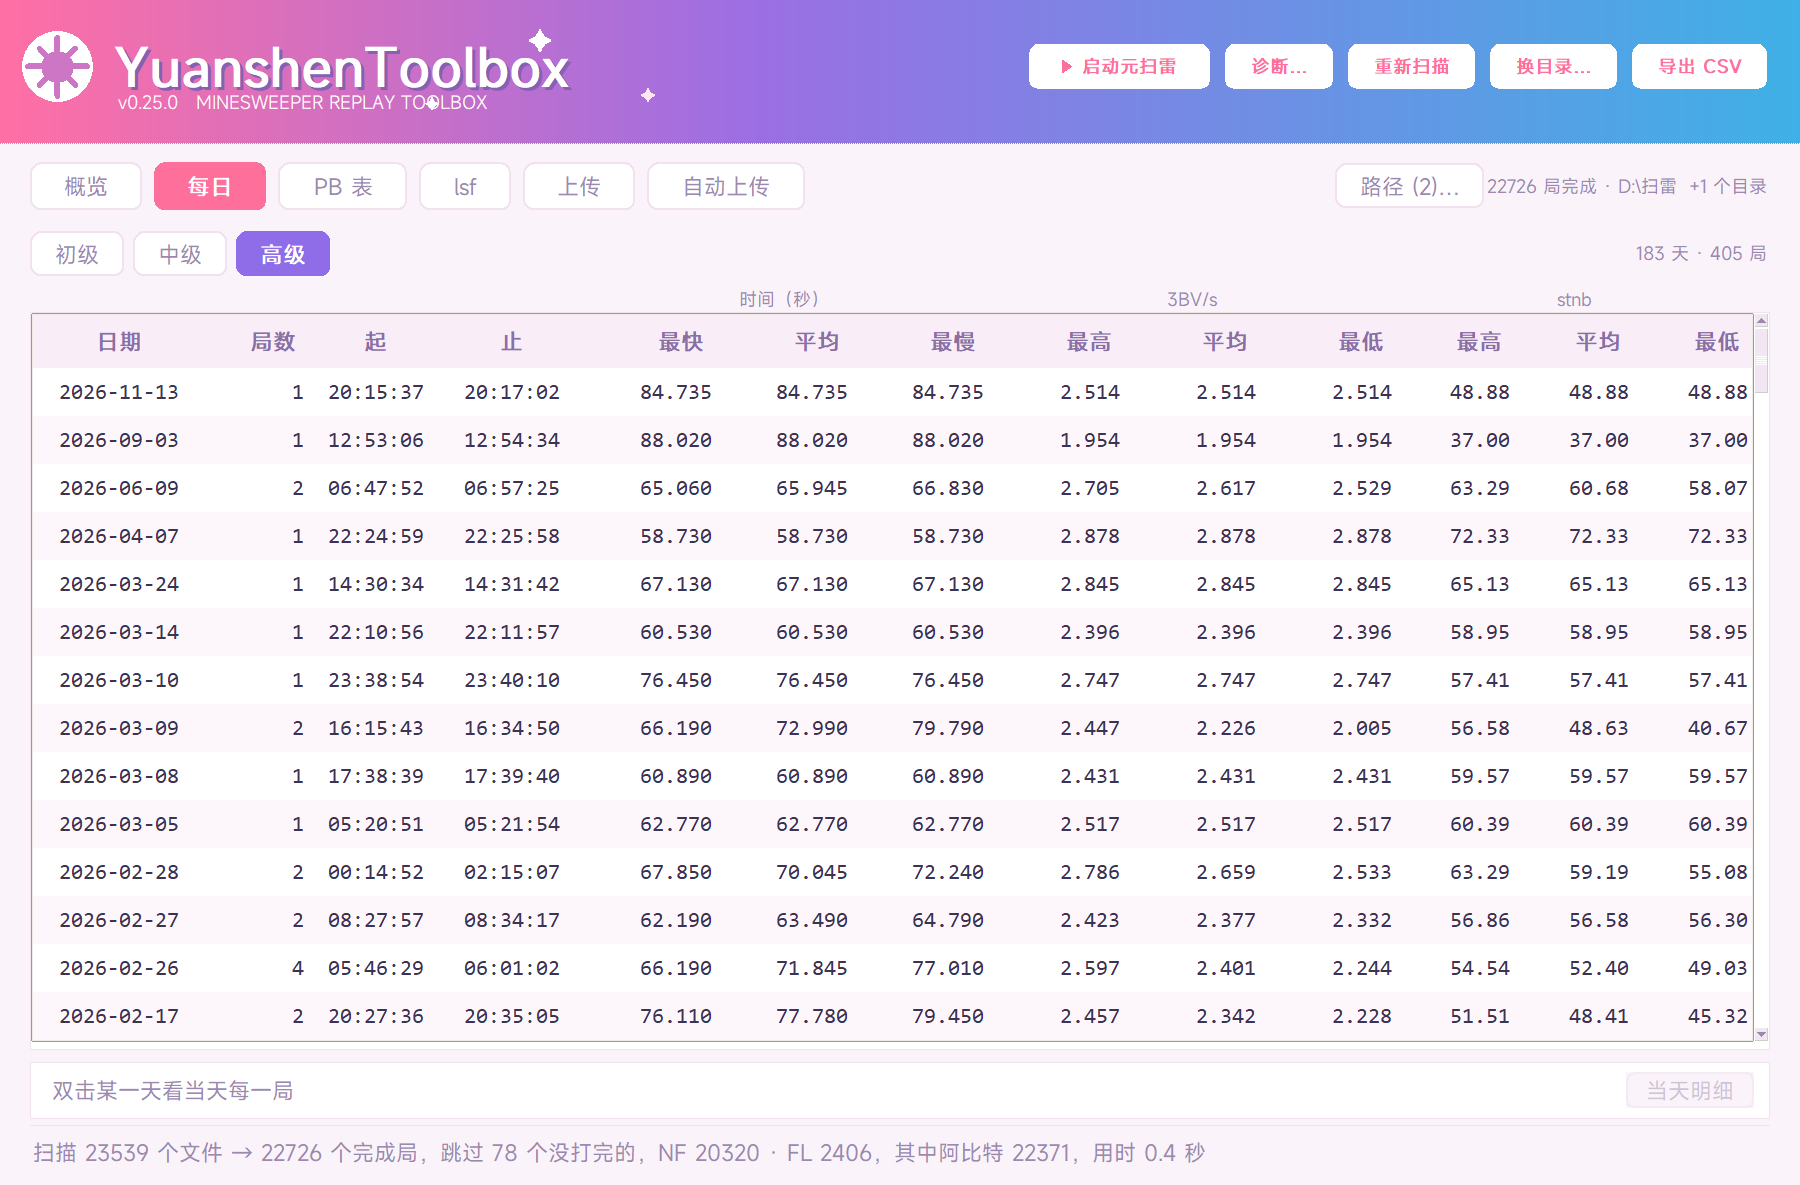 YuanshenToolbox
v0.25.0 MINESWEEPER REPLAY TOOLBOX
启动元扫雷 诊断... 重新扫描 换目录... 导出 CSV
概览 每日 PB 表 lsf 上传 自动上传 路径 (2)... 22726 局完成 · D:\扫雷 +1 个目录
初级 中级 高级 183 天 · 405 局
时间（秒） 3BV/s stnb
日期 局数 起 止 最快 平均 最慢 最高 平均 最低 最高 平均 最低
2026-11-13 1 20:15:37 20:17:02 84.735 84.735 84.735 2.514 2.514 2.514 48.88 48.88 48.88
2026-09-03 1 12:53:06 12:54:34 88.020 88.020 88.020 1.954 1.954 1.954 37.00 37.00 37.00
2026-06-09 2 06:47:52 06:57:25 65.060 65.945 66.830 2.705 2.617 2.529 63.29 60.68 58.07
2026-04-07 1 22:24:59 22:25:58 58.730 58.730 58.730 2.878 2.878 2.878 72.33 72.33 72.33
2026-03-24 1 14:30:34 14:31:42 67.130 67.130 67.130 2.845 2.845 2.845 65.13 65.13 65.13
2026-03-14 1 22:10:56 22:11:57 60.530 60.530 60.530 2.396 2.396 2.396 58.95 58.95 58.95
2026-03-10 1 23:38:54 23:40:10 76.450 76.450 76.450 2.747 2.747 2.747 57.41 57.41 57.41
2026-03-09 2 16:15:43 16:34:50 66.190 72.990 79.790 2.447 2.226 2.005 56.58 48.63 40.67
2026-03-08 1 17:38:39 17:39:40 60.890 60.890 60.890 2.431 2.431 2.431 59.57 59.57 59.57
2026-03-05 1 05:20:51 05:21:54 62.770 62.770 62.770 2.517 2.517 2.517 60.39 60.39 60.39
2026-02-28 2 00:14:52 02:15:07 67.850 70.045 72.240 2.786 2.659 2.533 63.29 59.19 55.08
2026-02-27 2 08:27:57 08:34:17 62.190 63.490 64.790 2.423 2.377 2.332 56.86 56.58 56.30
2026-02-26 4 05:46:29 06:01:02 66.190 71.845 77.010 2.597 2.401 2.244 54.54 52.40 49.03
2026-02-17 2 20:27:36 20:35:05 76.110 77.780 79.450 2.457 2.342 2.228 51.51 48.41 45.32
双击某一天看当天每一局 当天明细
扫描 23539 个文件 → 22726 个完成局，跳过 78 个没打完的，NF 20320 · FL 2406，其中阿比特 22371，用时 0.4 秒